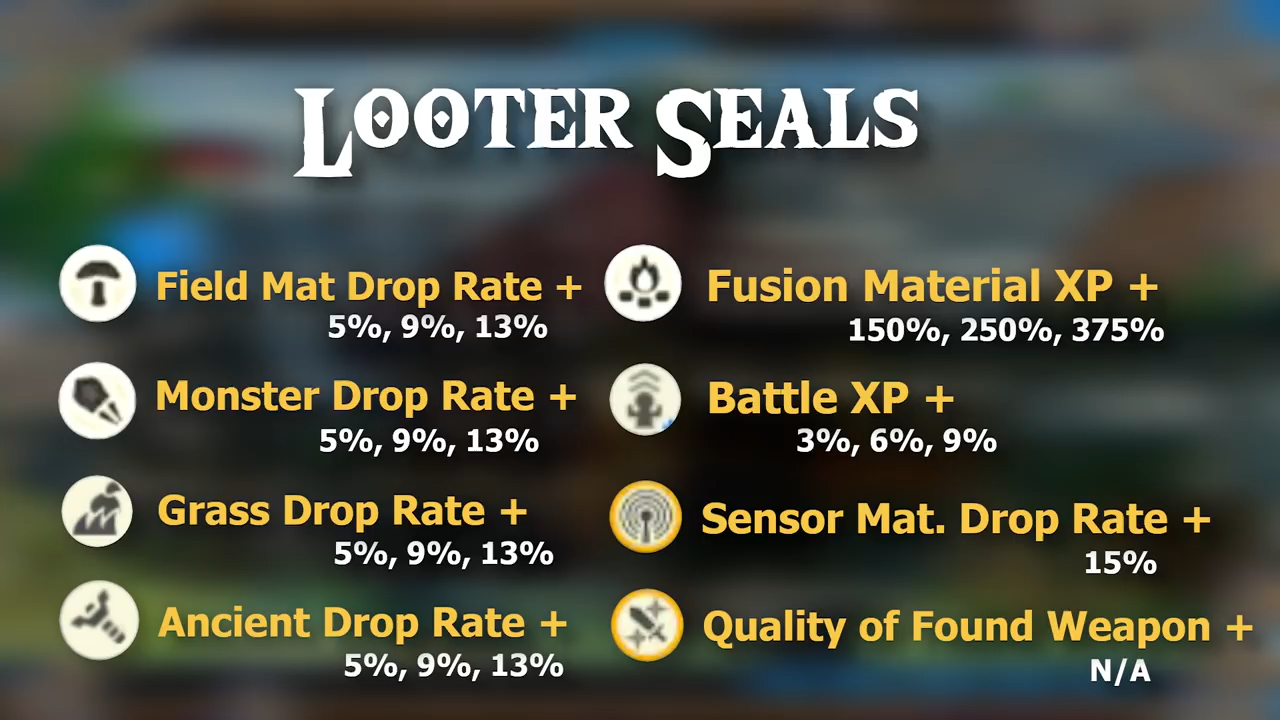 Looter Seals
Field Mat Drop Rate +
5%, 9%, 13%
Monster Drop Rate +
5%, 9%, 13%
Grass Drop Rate +
5%, 9%, 13%
Ancient Drop Rate +
5%, 9%, 13%
Fusion Material XP +
150%, 250%, 375%
Battle XP +
3%, 6%, 9%
Sensor Mat. Drop Rate +
15%
Quality of Found Weapon +
N/A